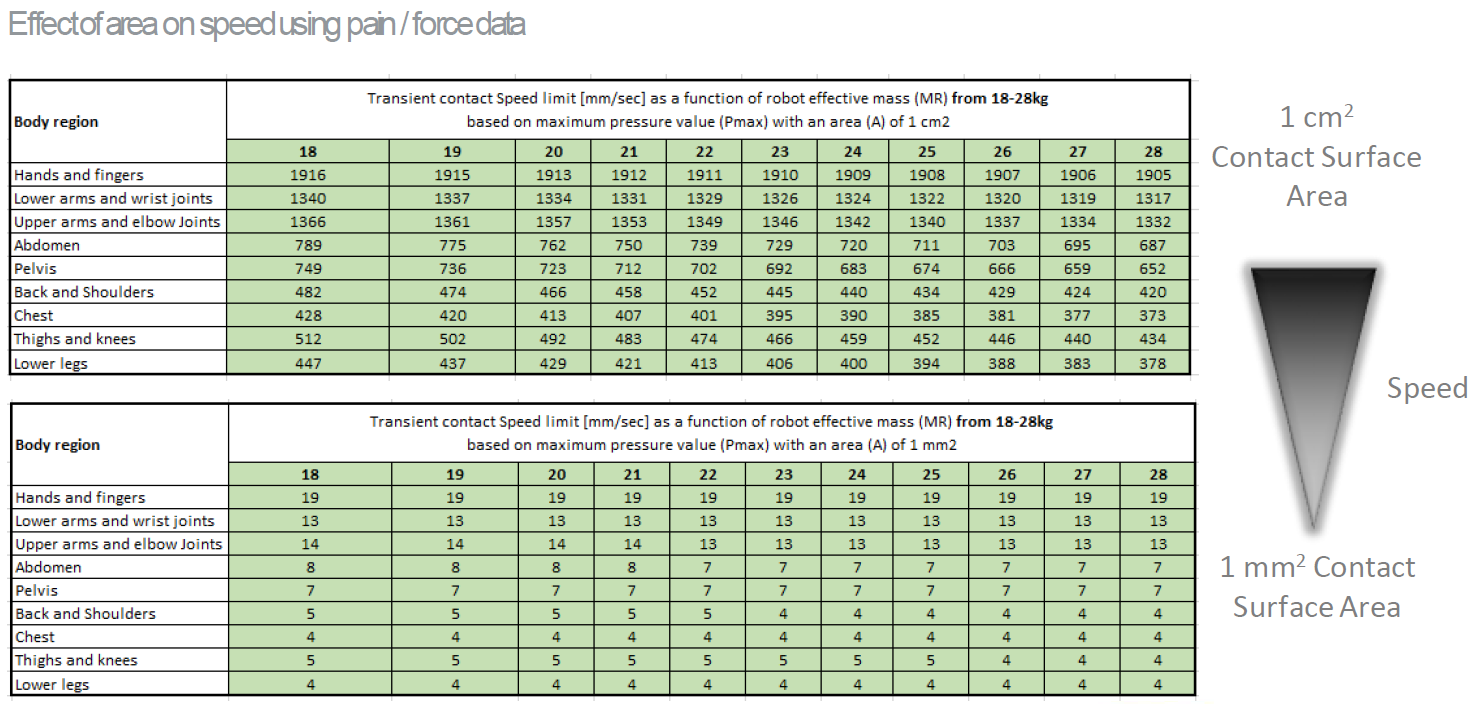 Effect of area on speed using pain / force data
Body region
Transient contact Speed limit [mm/sec] as a function of robot effective mass (MR) from 18-28kg
based on maximum pressure value (Pmax) with an area (A) of 1 cm2
18 19 20 21 22 23 24 25 26 27 28
Hands and fingers 1916 1915 1913 1912 1911 1910 1909 1908 1907 1906 1905
Lower arms and wrist joints 1340 1337 1334 1331 1329 1326 1324 1322 1320 1319 1317
Upper arms and elbow Joints 1366 1361 1357 1353 1349 1346 1342 1340 1337 1334 1332
Abdomen 789 775 762 750 739 729 720 711 703 695 687
Pelvis 749 736 723 712 702 692 683 674 666 659 652
Back and Shoulders 482 474 466 458 452 445 440 434 429 424 420
Chest 428 420 413 407 401 395 390 385 381 377 373
Thighs and knees 512 502 492 483 474 466 459 452 446 440 434
Lower legs 447 437 429 421 413 406 400 394 388 383 378
1 cm²
Contact Surface
Area
Speed
Body region
Transient contact Speed limit [mm/sec] as a function of robot effective mass (MR) from 18-28kg
based on maximum pressure value (Pmax) with an area (A) of 1 mm2
18 19 20 21 22 23 24 25 26 27 28
Hands and fingers 19 19 19 19 19 19 19 19 19 19 19
Lower arms and wrist joints 13 13 13 13 13 13 13 13 13 13 13
Upper arms and elbow Joints 14 14 14 14 13 13 13 13 13 13 13
Abdomen 8 8 8 8 7 7 7 7 7 7 7
Pelvis 7 7 7 7 7 7 7 7 7 7 7
Back and Shoulders 5 5 5 5 5 4 4 4 4 4 4
Chest 4 4 4 4 4 4 4 4 4 4 4
Thighs and knees 5 5 5 5 5 5 5 5 4 4 4
Lower legs 4 4 4 4 4 4 4 4 4 4 4
1 mm² Contact
Surface Area